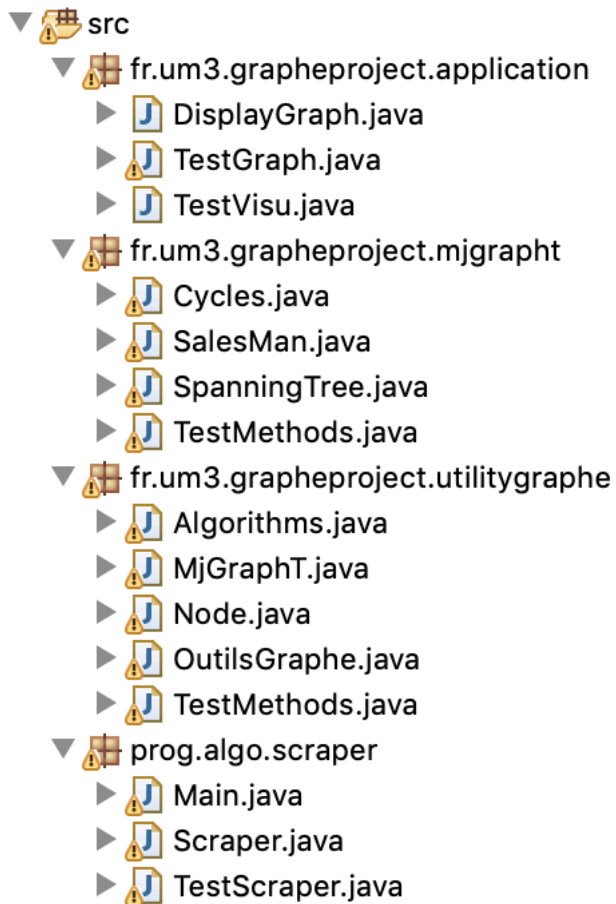 src
fr.um3.grapheproject.application
DisplayGraph.java
TestGraph.java
TestVisu.java
fr.um3.grapheproject.mjgrapht
Cycles.java
SalesMan.java
SpanningTree.java
TestMethods.java
fr.um3.grapheproject.utilitygraphe
Algorithms.java
MjGraphT.java
Node.java
OutilsGraphe.java
TestMethods.java
prog.algo.scraper
Main.java
Scraper.java
TestScraper.java